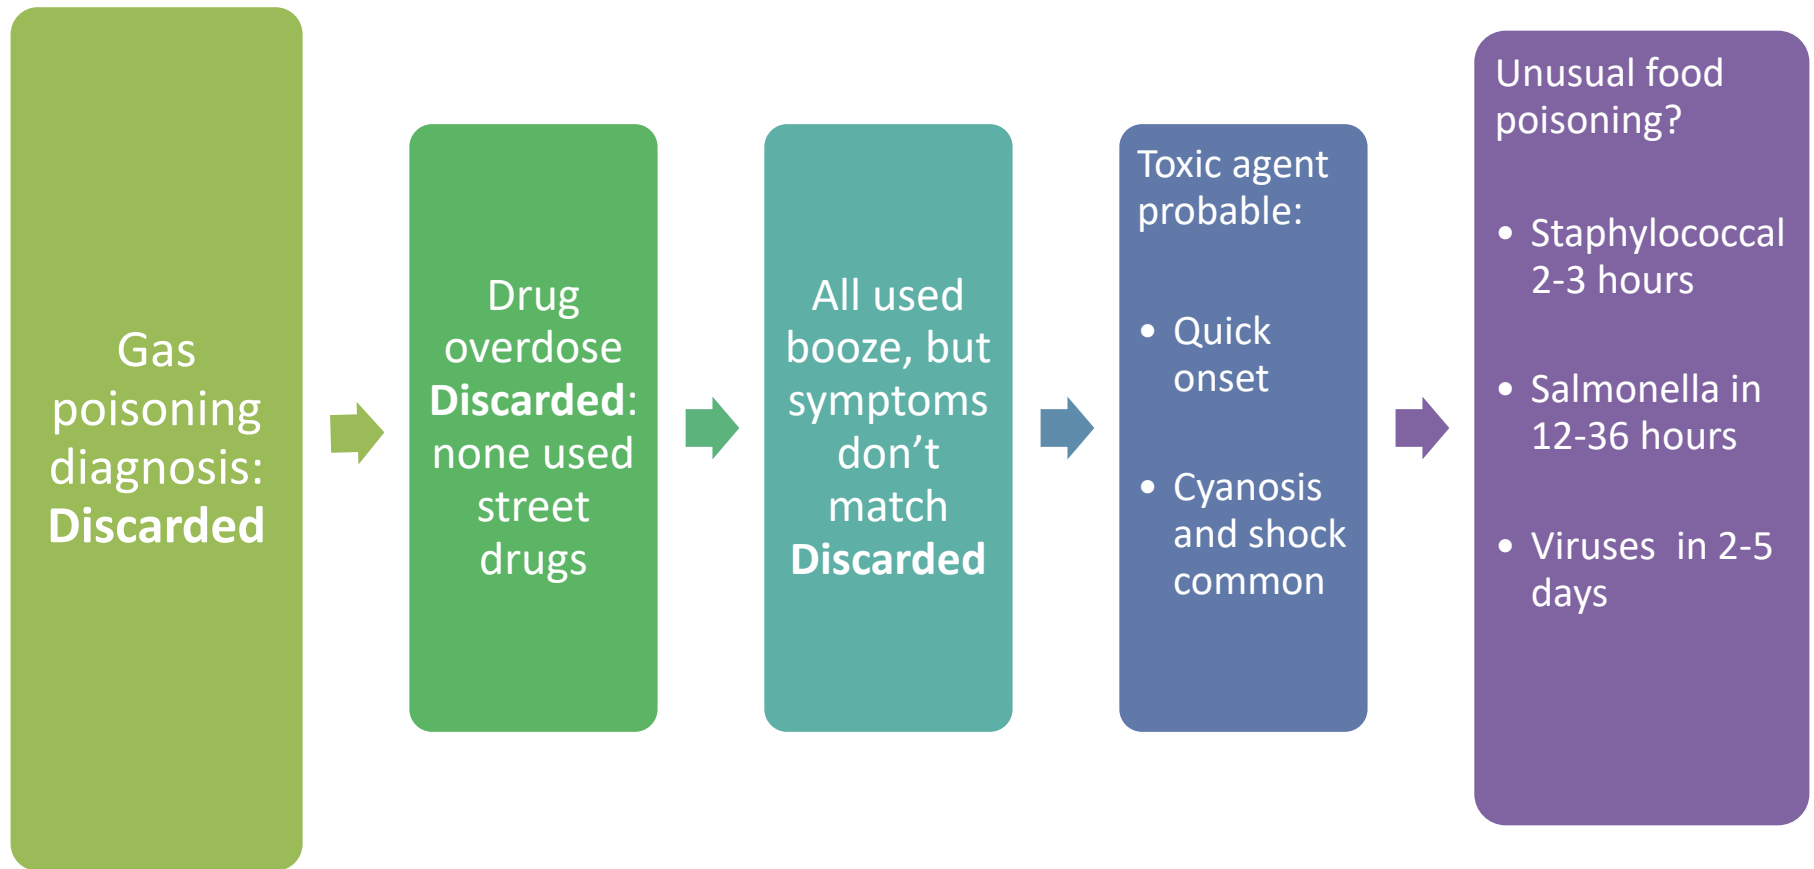 Gas
poisoning
diagnosis:
Discarded
Drug
overdose
Discarded:
none used
street
drugs
All used
booze, but
symptoms
don’t
match
Discarded
Toxic agent
probable:
• Quick
onset
• Cyanosis
and shock
common
Unusual food
poisoning?
• Staphylococcal
2-3 hours
• Salmonella in
12-36 hours
• Viruses in 2-5
days